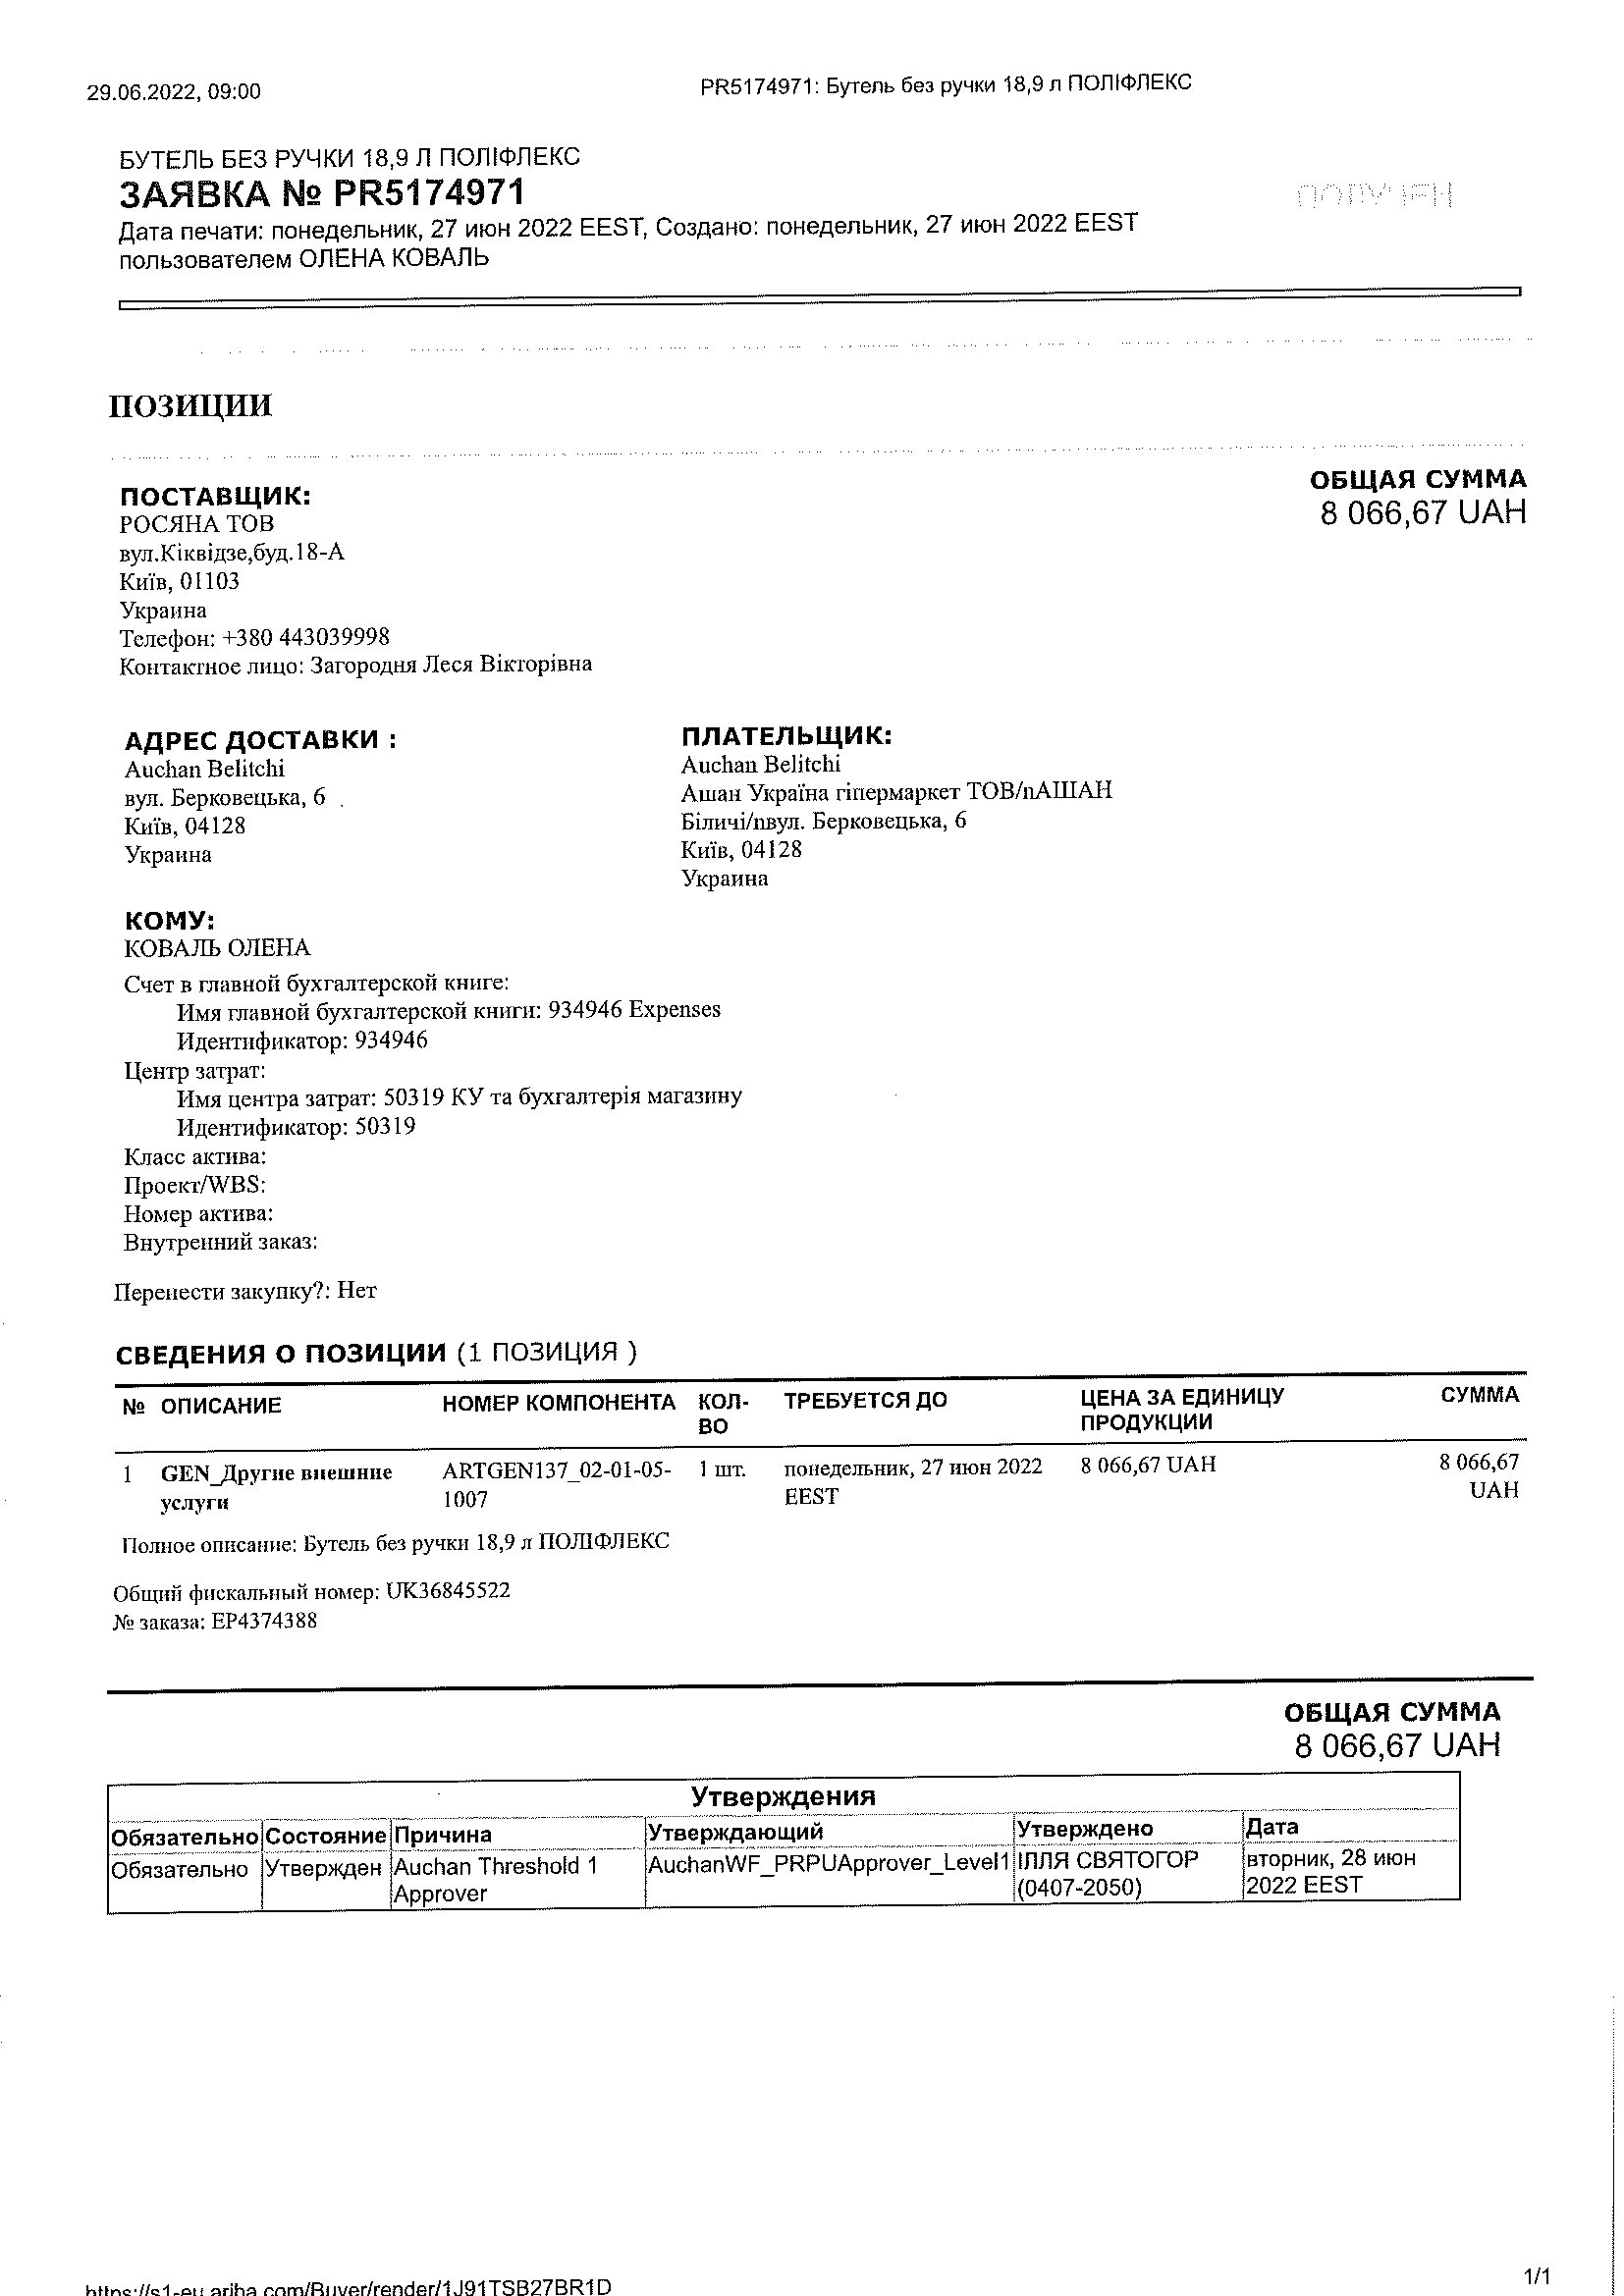 29.06.2022, 09:00
PR5174971: Бутель без ручки 18,9 л ПОЛІФЛЕКС
БУТЕЛЬ БЕЗ РУЧКИ 18,9 Л ПОЛІФЛЕКС
ЗАЯВКА № PR5174971
Дата печати: понедельник, 27 июн 2022 EEST, Создано: понедельник, 27 июн 2022 EEST
пользователем ОЛЕНА КОВАЛЬ
ПОЗИЦИИ
ОБЩАЯ СУММА
8 066,67 UAH
ПОСТАВЩИК:
РОСЯНА ТОВ
вул.Кіквідзе,буд.18-А
Київ, 01103
Украина
Телефон: +380 443039998
Контактное лицо: Загородня Леся Вікторівна
АДРЕС ДОСТАВКИ :
Auchan Belitchi
вул. Берковецька, 6
Київ, 04128
Украина
ПЛАТЕЛЬЩИК:
Auchan Belitchi
Ашан Україна гіпермаркет ТОВ/nАШАН
Біличі/nвул. Берковецька, 6
Київ, 04128
Украина
КОМУ:
КОВАЛЬ ОЛЕНА
Счет в главной бухгалтерской книге:
Имя главной бухгалтерской книги: 934946 Expenses
Идентификатор: 934946
Центр затрат:
Имя центра затрат: 50319 КУ та бухгалтерія магазину
Идентификатор: 50319
Класс актива:
Проект/WBS:
Номер актива:
Внутренний заказ:
Перенести закупку?: Нет
СВЕДЕНИЯ О ПОЗИЦИИ (1 ПОЗИЦИЯ )
№ ОПИСАНИЕ НОМЕР КОМПОНЕНТА КОЛ- ТРЕБУЕТСЯ ДО ЦЕНА ЗА ЕДИНИЦУ СУММА
ВО ПРОДУКЦИИ
1 GEN_Другие внешние ARTGEN137_02-01-05- 1 шт. понедельник, 27 июн 2022 8 066,67 UAH 8 066,67
услуги 1007 EEST UAH
Полное описание: Бутель без ручки 18,9 л ПОЛІФЛЕКС
Общий фискальный номер: UK36845522
№ заказа: EP4374388
ОБЩАЯ СУММА
8 066,67 UAH
Утверждения
Обязательно Состояние Причина Утверждающий Утверждено Дата
Обязательно Утвержден Auchan Threshold 1 AuchanWF_PRPUApprover_Level1 ІЛЛЯ СВЯТОГОР вторник, 28 июн
Approver (0407-2050) 2022 EEST
https://s1-eu.ariba.com/Buyer/render/1J91TSB27BR1D
1/1